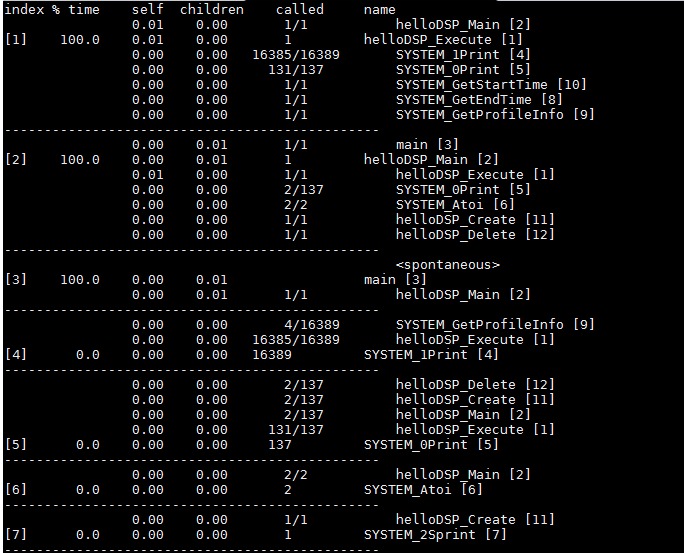 index % time    self  children    called     name
                0.01    0.00       1/1           helloDSP_Main [2]
[1]    100.0    0.01    0.00       1         helloDSP_Execute [1]
                0.00    0.00   16385/16389       SYSTEM_1Print [4]
                0.00    0.00     131/137         SYSTEM_0Print [5]
                0.00    0.00       1/1           SYSTEM_GetStartTime [10]
                0.00    0.00       1/1           SYSTEM_GetEndTime [8]
                0.00    0.00       1/1           SYSTEM_GetProfileInfo [9]
-----------------------------------------------
                0.00    0.01       1/1           main [3]
[2]    100.0    0.00    0.01       1         helloDSP_Main [2]
                0.01    0.00       1/1           helloDSP_Execute [1]
                0.00    0.00       2/137         SYSTEM_0Print [5]
                0.00    0.00       2/2           SYSTEM_Atoi [6]
                0.00    0.00       1/1           helloDSP_Create [11]
                0.00    0.00       1/1           helloDSP_Delete [12]
-----------------------------------------------
                                                 <spontaneous>
[3]    100.0    0.00    0.01                 main [3]
                0.00    0.01       1/1           helloDSP_Main [2]
-----------------------------------------------
                0.00    0.00       4/16389       SYSTEM_GetProfileInfo [9]
                0.00    0.00   16385/16389       helloDSP_Execute [1]
[4]      0.0    0.00    0.00   16389         SYSTEM_1Print [4]
-----------------------------------------------
                0.00    0.00       2/137         helloDSP_Delete [12]
                0.00    0.00       2/137         helloDSP_Create [11]
                0.00    0.00       2/137         helloDSP_Main [2]
                0.00    0.00     131/137         helloDSP_Execute [1]
[5]      0.0    0.00    0.00     137         SYSTEM_0Print [5]
-----------------------------------------------
                0.00    0.00       2/2           helloDSP_Main [2]
[6]      0.0    0.00    0.00       2         SYSTEM_Atoi [6]
-----------------------------------------------
                0.00    0.00       1/1           helloDSP_Create [11]
[7]      0.0    0.00    0.00       1         SYSTEM_2Sprint [7]
-----------------------------------------------